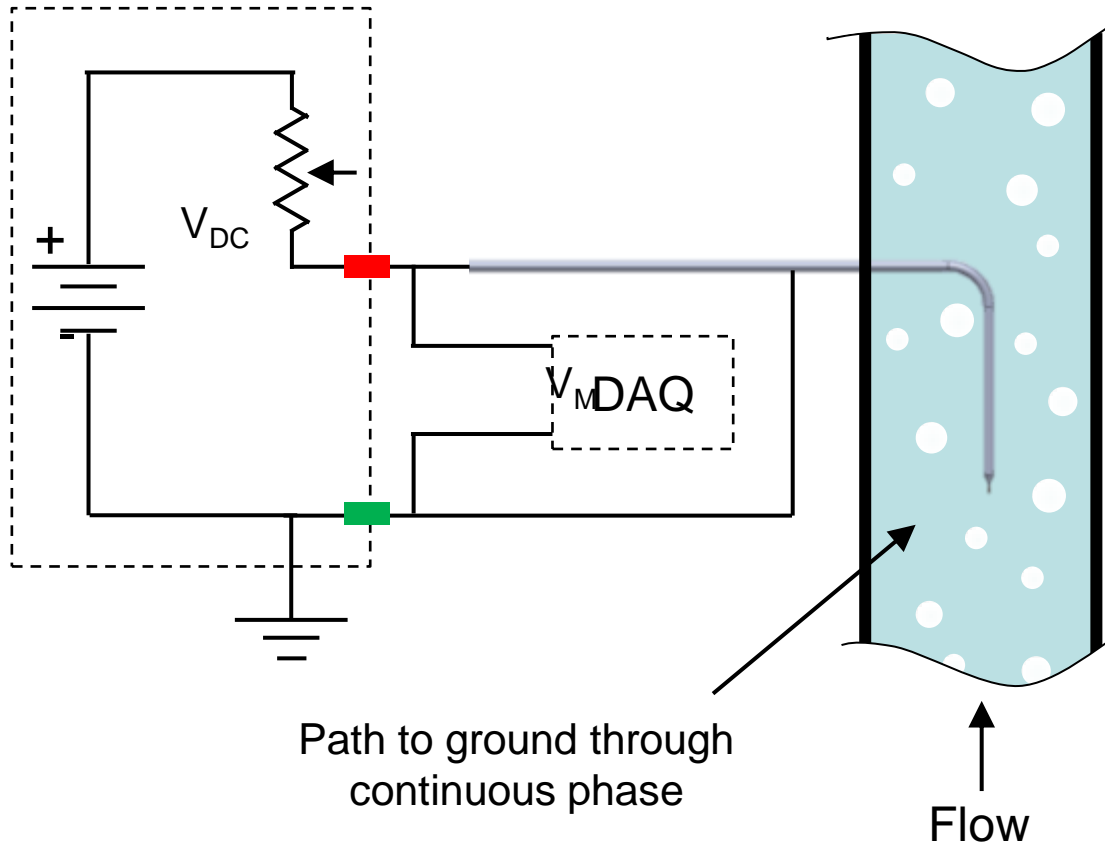 +
V_DC
-
V_M DAQ
Path to ground through
continuous phase
Flow